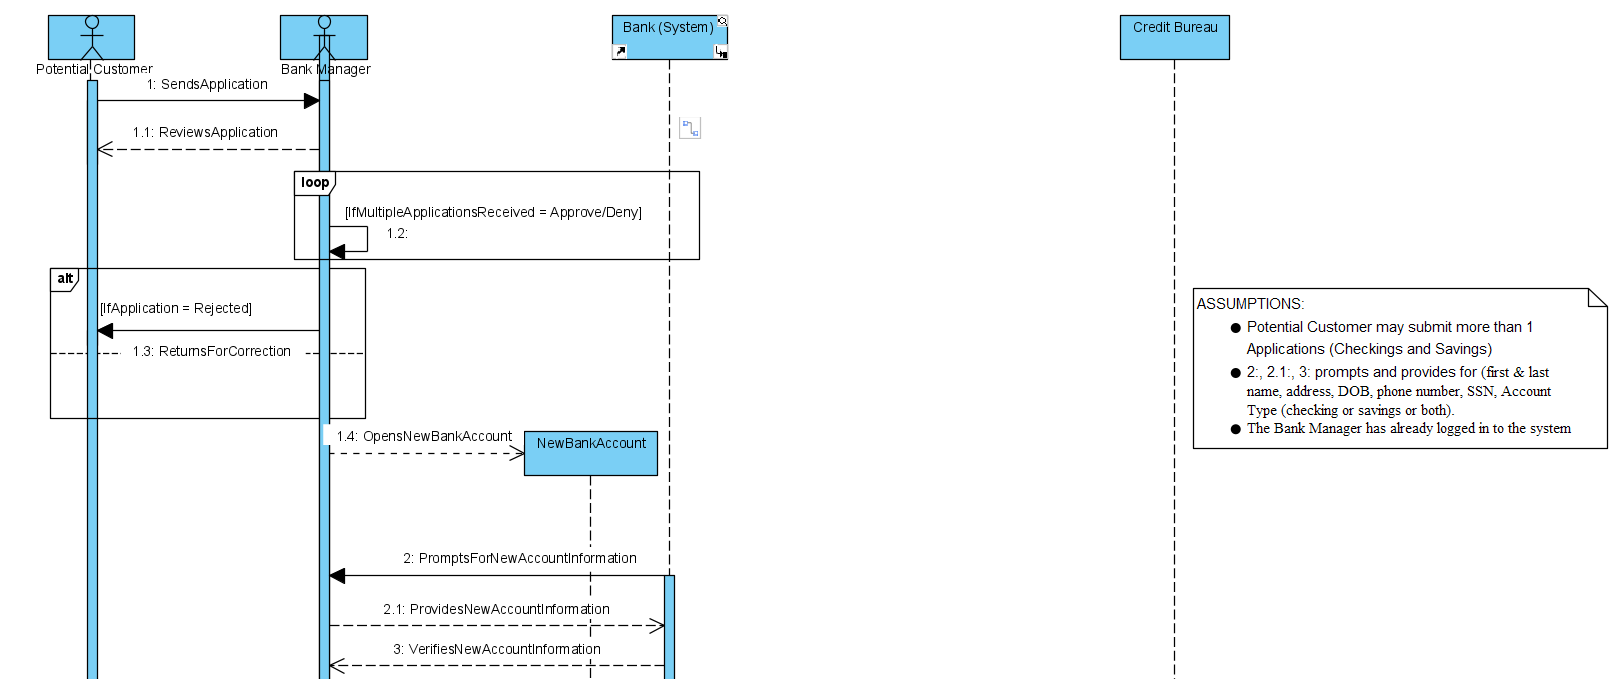 Bank (System)
Credit Bureau
Potential Customer
Bank Manager
1: SendsApplication
1.1: ReviewsApplication
loop
[IfMultipleApplicationsReceived = Approve/Deny]
1.2:
alt
[IfApplication = Rejected]
1.3: ReturnsForCorrection
ASSUMPTIONS:
● Potential Customer may submit more than 1
Applications (Checkings and Savings)
● 2:, 2.1:, 3: prompts and provides for (first & last
name, address, DOB, phone number, SSN, Account
Type (checking or savings or both).
● The Bank Manager has already logged in to the system
1.4: OpensNewBankAccount
NewBankAccount
2: PromptsForNewAccountInformation
2.1: ProvidesNewAccountInformation
3: VerifiesNewAccountInformation